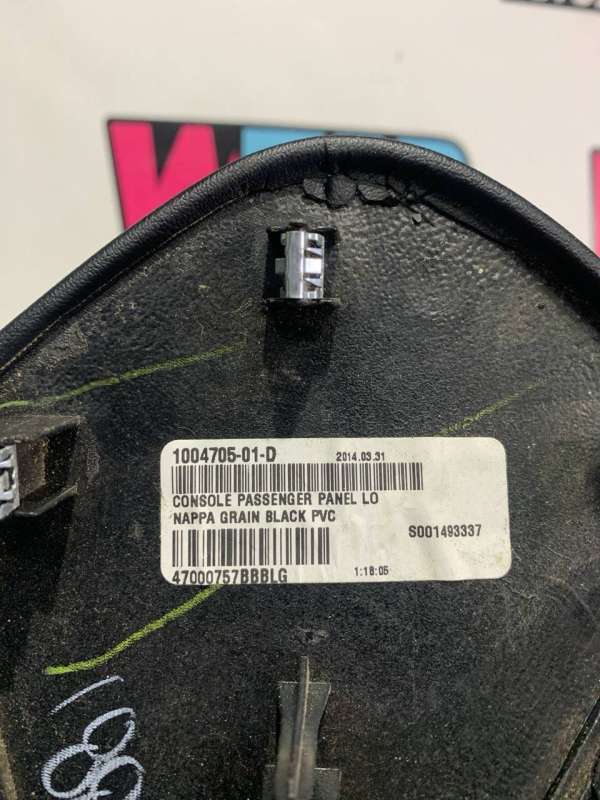 1004705-01-D 2014.03.31
CONSOLE PASSENGER PANEL LO
NAPPA GRAIN BLACK PVC
S001493337
47000757BBBLG 1:18:05